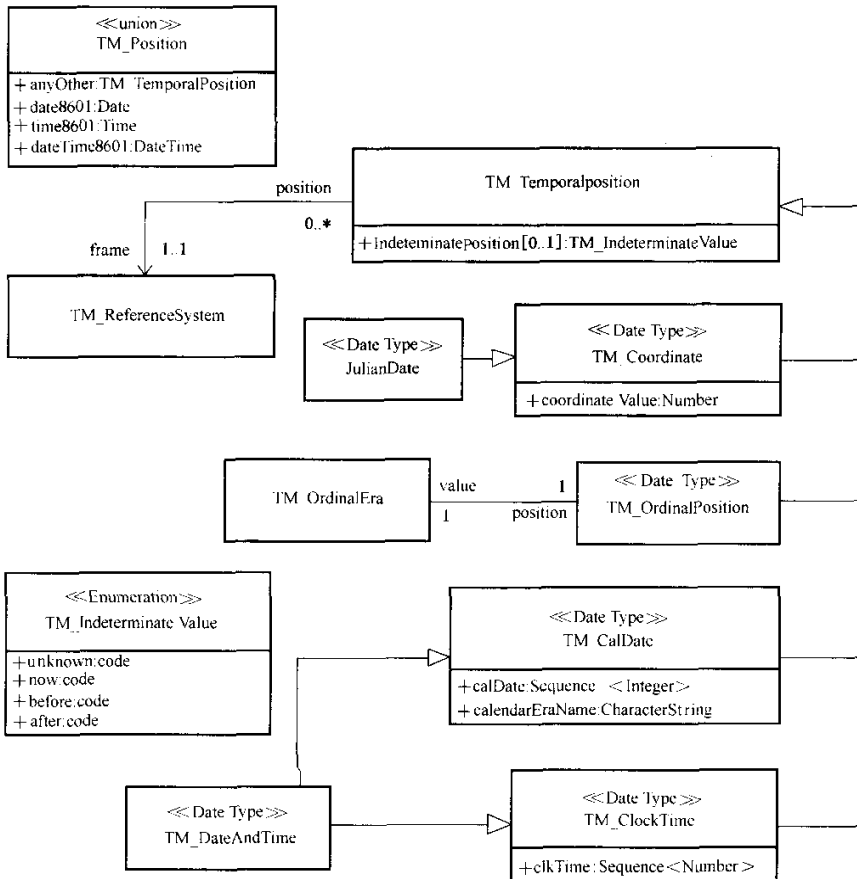 ≪union≫
TM_Position
+anyOther:TM_TemporalPosition
+date8601:Date
+time8601:Time
+dateTime8601:DateTime
TM_Temporalposition
+IndeteminatePosition[0..1]:TM_IndeterminateValue
position
0..*
frame
1..1
TM_ReferenceSystem
≪Date Type≫
JulianDate
≪Date Type≫
TM_Coordinate
+coordinate Value:Number
TM_OrdinalEra
value
1
1
position
≪Date Type≫
TM_OrdinalPosition
≪Enumeration≫
TM_Indeterminate Value
+unknown:code
+now:code
+before:code
+after:code
≪Date Type≫
TM_CalDate
+calDate:Sequence <Integer>
+calendarEraName:CharacterString
≪Date Type≫
TM_DateAndTime
≪Date Type≫
TM_ClockTime
+clkTime:Sequence<Number>